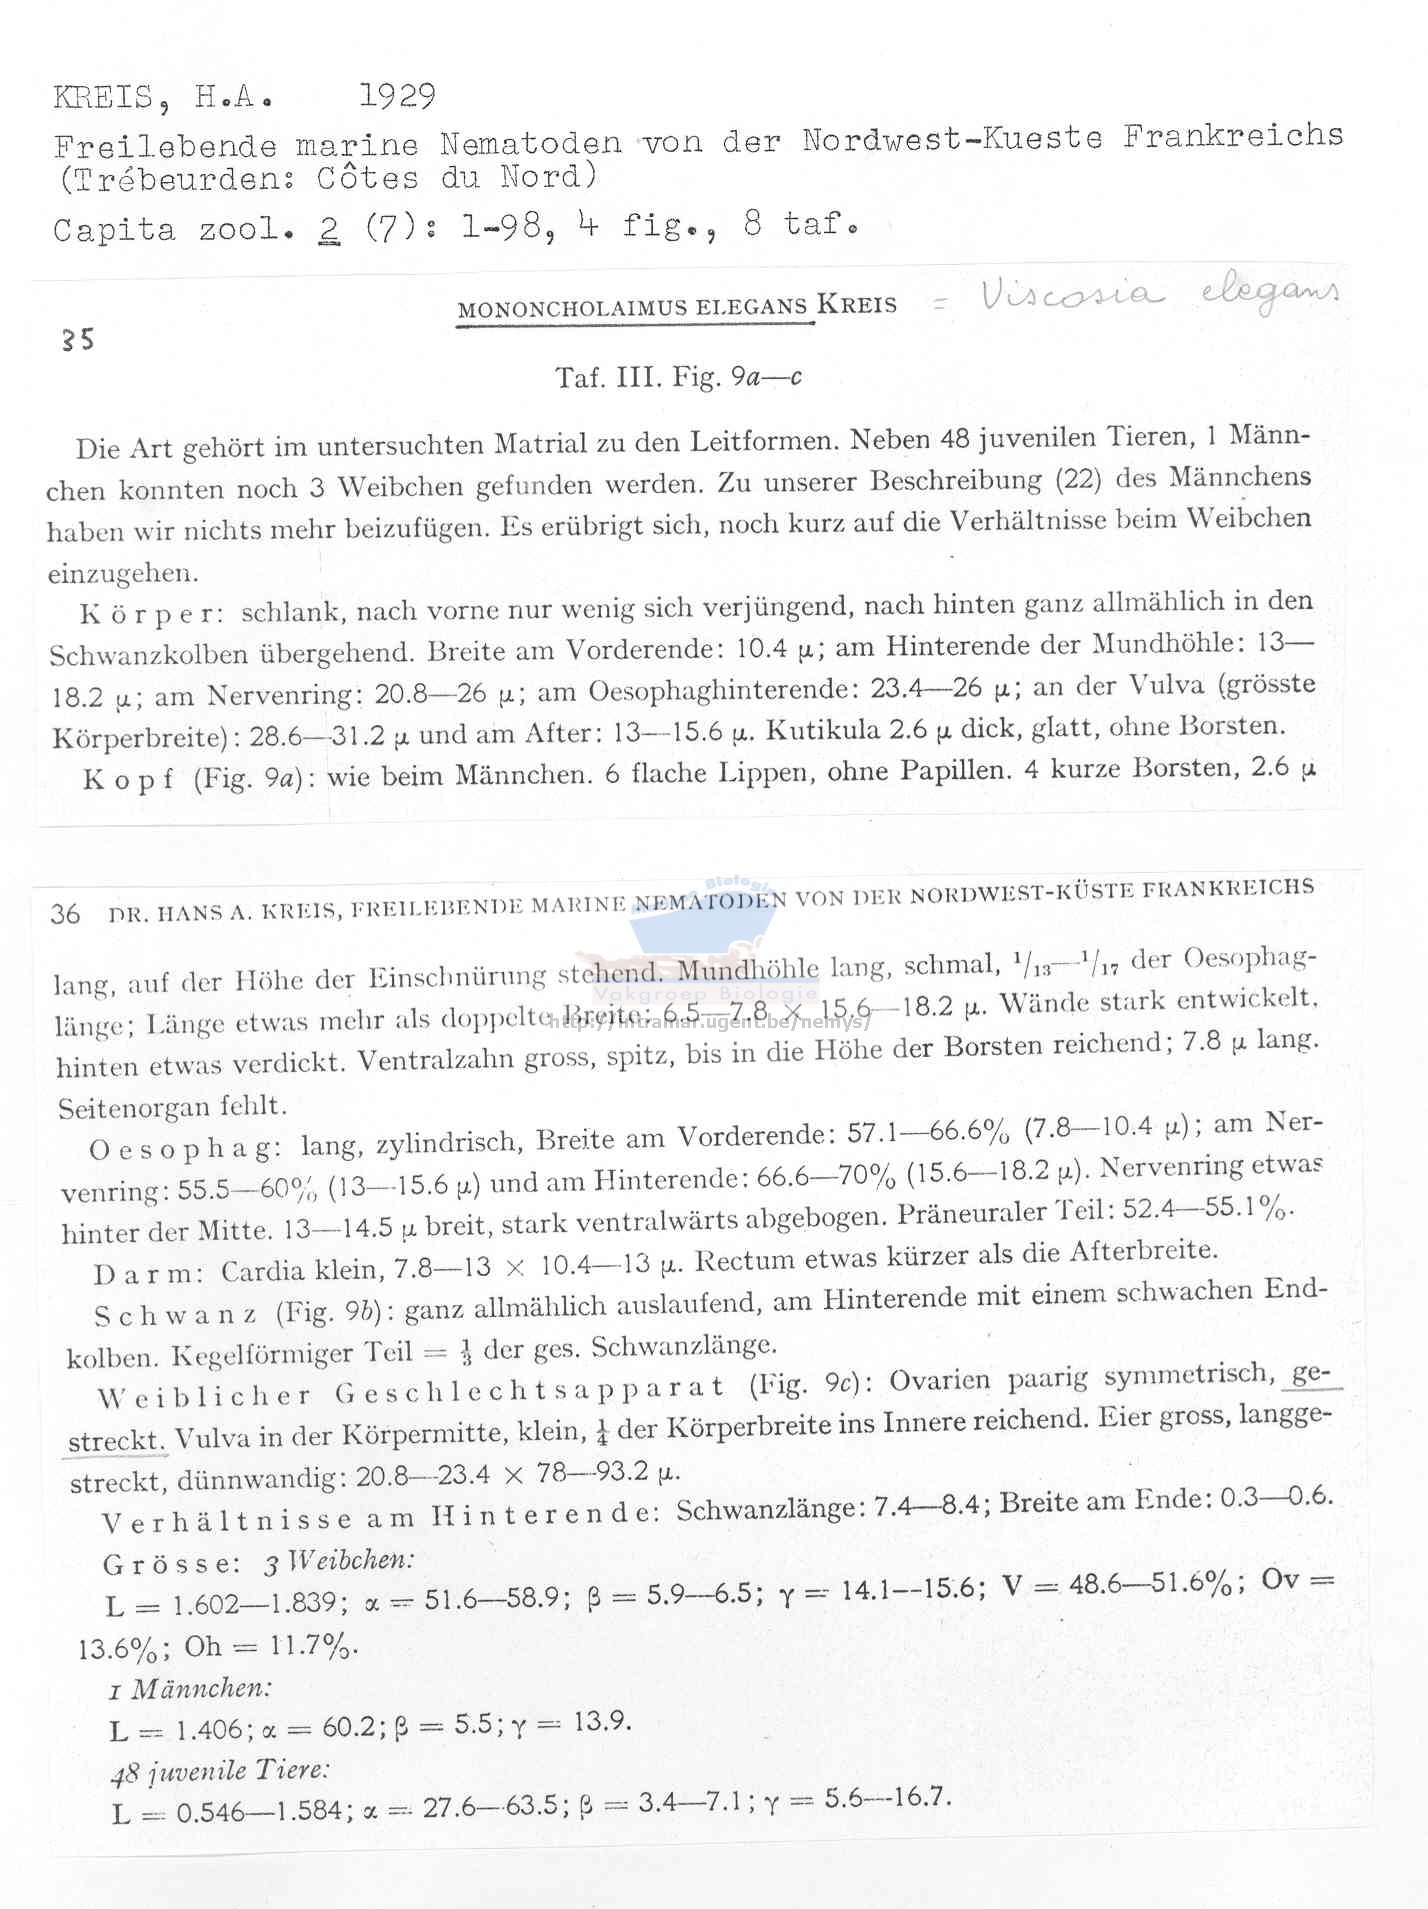 KREIS, H.A. 1929
Freilebende marine Nematoden von der Nordwest-Kueste Frankreichs
(Trébeurden: Côtes du Nord)
Capita zool. 2 (7): 1-98, 4 fig., 8 taf.
MONONCHOLAIMUS ELEGANS KREIS = Viscosia elegans
35
Taf. III. Fig. 9a—c
Die Art gehört im untersuchten Matrial zu den Leitformen. Neben 48 juvenilen Tieren, 1 Männ-
chen konnten noch 3 Weibchen gefunden werden. Zu unserer Beschreibung (22) des Männchens
haben wir nichts mehr beizufügen. Es erübrigt sich, noch kurz auf die Verhältnisse beim Weibchen
einzugehen.
Körper: schlank, nach vorne nur wenig sich verjüngend, nach hinten ganz allmählich in den
Schwanzkolben übergehend. Breite am Vorderende: 10.4 µ; am Hinterende der Mundhöhle: 13—
18.2 µ; am Nervenring: 20.8—26 µ; am Oesophaghinterende: 23.4—26 µ; an der Vulva (grösste
Körperbreite): 28.6—31.2 µ und am After: 13—15.6 µ. Kutikula 2.6 µ dick, glatt, ohne Borsten.
Kopf (Fig. 9a): wie beim Männchen. 6 flache Lippen, ohne Papillen. 4 kurze Borsten, 2.6 µ
Biologie
36 DR. HANS A. KREIS, FREILEBENDE MARINE NEMATODEN VON DER NORDWEST-KÜSTE FRANKREICHS
lang, auf der Höhe der Einschnürung stehend. Mundhöhle lang, schmal, 1/13—1/17 der Oesophag-
Vakgroep Biologie
länge; Länge etwas mehr als doppelte Breite: 6.5—7.8 × 15.6—18.2 µ. Wände stark entwickelt,
http://intramar.ugent.be/nemys/
hinten etwas verdickt. Ventralzahn gross, spitz, bis in die Höhe der Borsten reichend; 7.8 µ lang.
Seitenorgan fehlt.
Oesophag: lang, zylindrisch, Breite am Vorderende: 57.1—66.6% (7.8—10.4 µ); am Ner-
venring: 55.5—60% (13—15.6 µ) und am Hinterende: 66.6—70% (15.6—18.2 µ). Nervenring etwas
hinter der Mitte. 13—14.5 µ breit, stark ventralwärts abgebogen. Präneuraler Teil: 52.4—55.1%.
Darm: Cardia klein, 7.8—13 × 10.4—13 µ. Rectum etwas kürzer als die Afterbreite.
Schwanz (Fig. 9b): ganz allmählich auslaufend, am Hinterende mit einem schwachen End-
kolben. Kegelförmiger Teil = 1/3 der ges. Schwanzlänge.
Weiblicher Geschlechtsapparat (Fig. 9c): Ovarien paarig symmetrisch, ge-
streckt. Vulva in der Körpermitte, klein, 1/4 der Körperbreite ins Innere reichend. Eier gross, langge-
streckt, dünnwandig: 20.8—23.4 × 78—93.2 µ.
Verhältnisse am Hinterende: Schwanzlänge: 7.4—8.4; Breite am Ende: 0.3—0.6.
Grösse: 3 Weibchen:
L = 1.602—1.839; α = 51.6—58.9; β = 5.9—6.5; γ = 14.1—15.6; V = 48.6—51.6%; Ov =
13.6%; Oh = 11.7%.
1 Männchen:
L = 1.406; α = 60.2; β = 5.5; γ = 13.9.
48 juvenile Tiere:
L = 0.546—1.584; α = 27.6—63.5; β = 3.4—7.1; γ = 5.6—16.7.